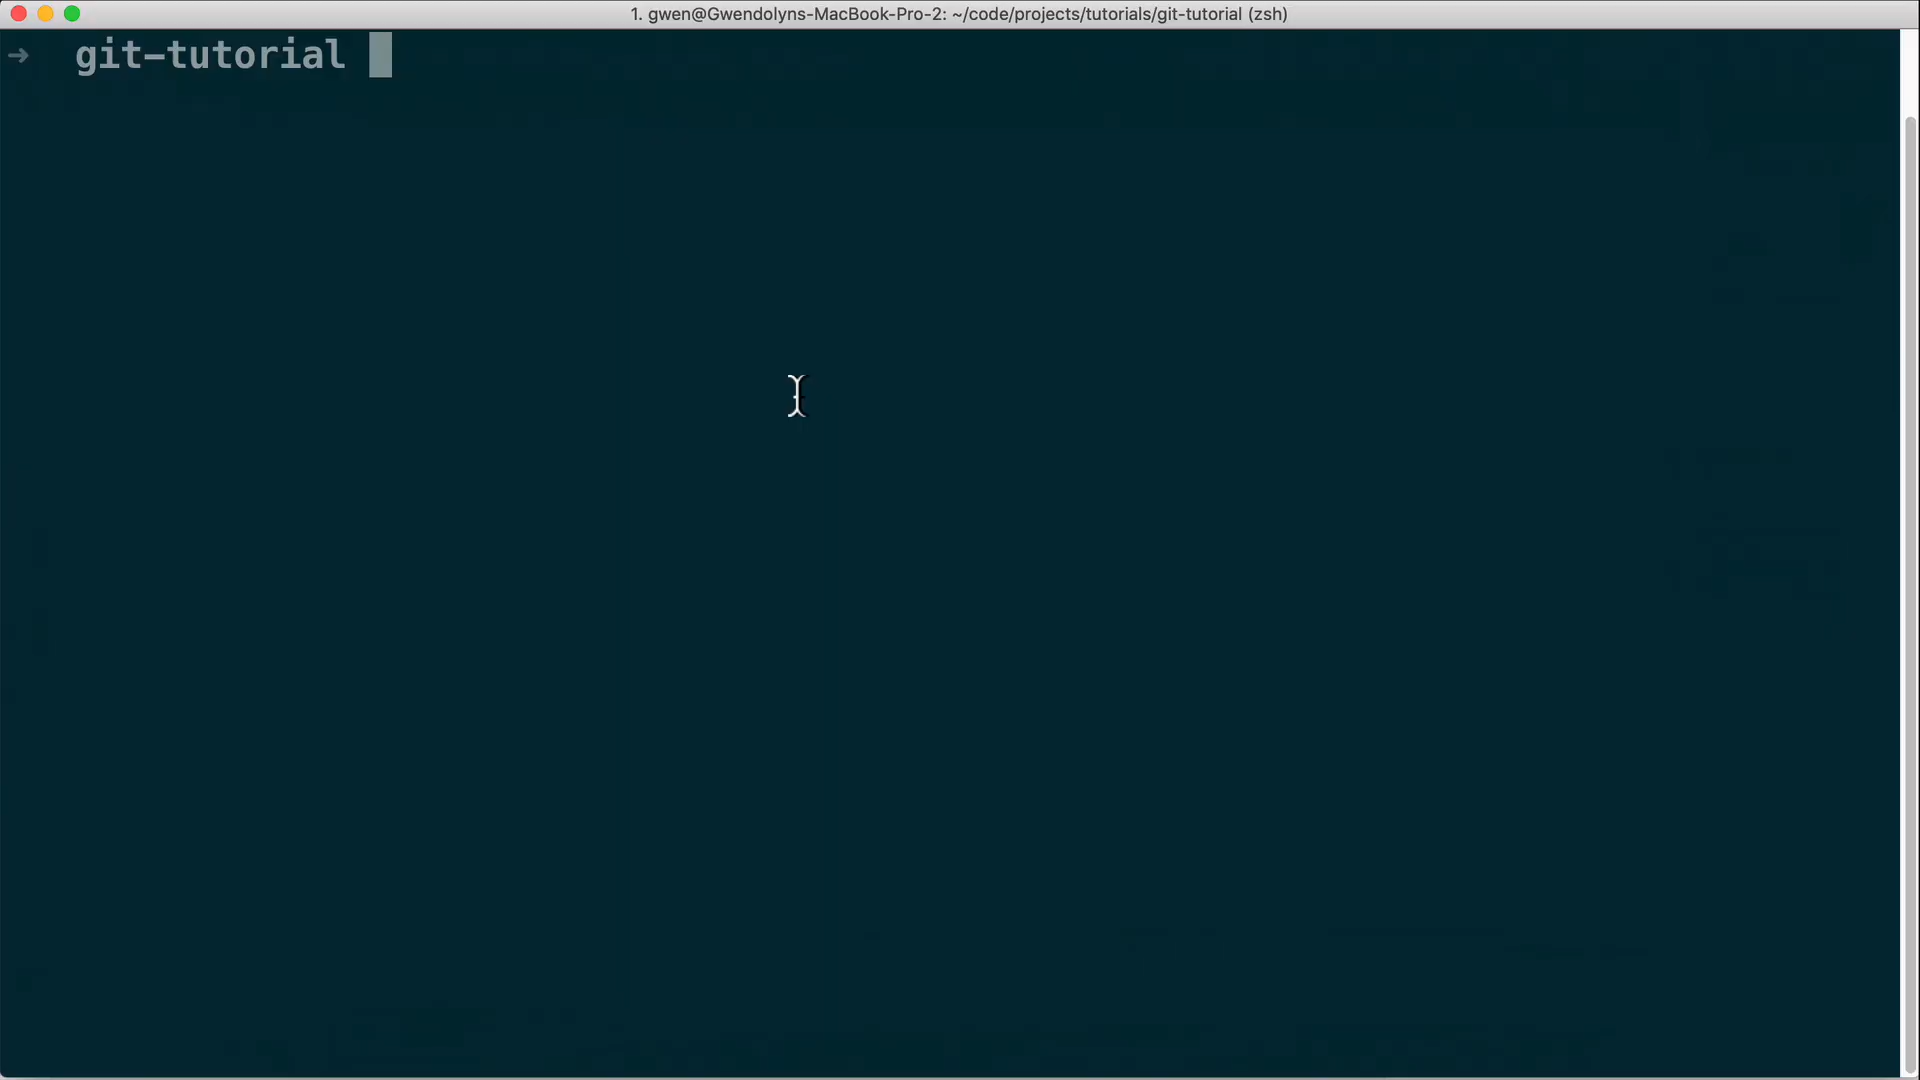 1. gwen@Gwendolyns-MacBook-Pro-2: ~/code/projects/tutorials/git-tutorial (zsh)
➜ git-tutorial